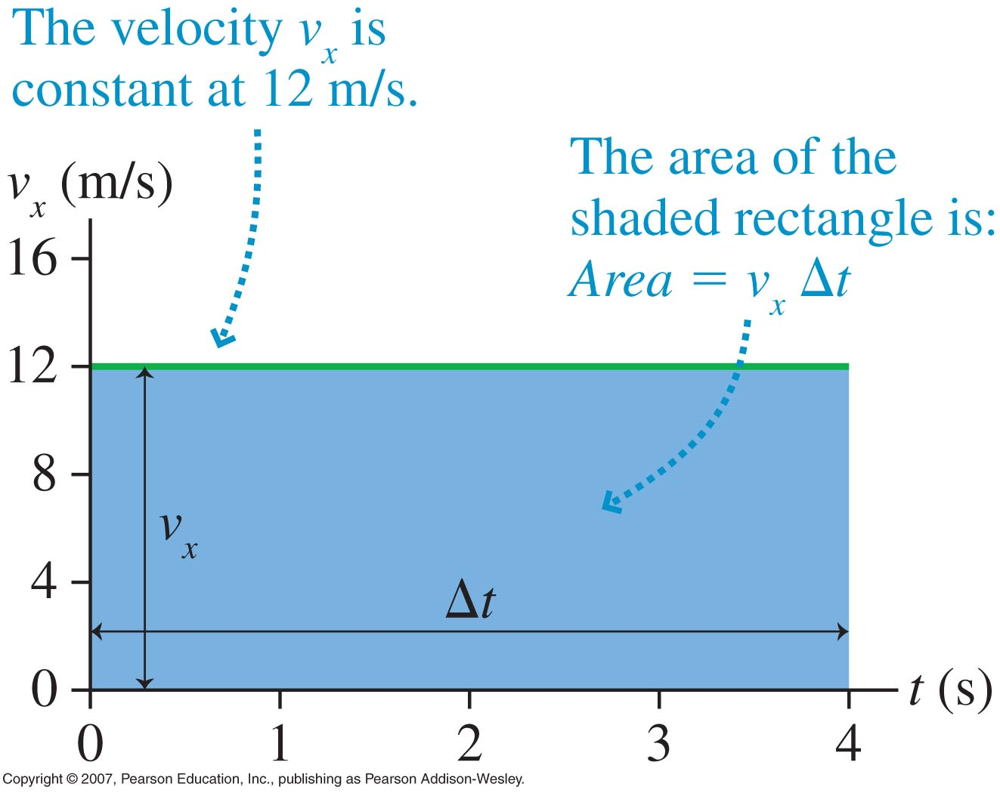 The velocity vₓ is
constant at 12 m/s.
The area of the
shaded rectangle is:
Area = vₓ Δt
vₓ (m/s)
16
12
8
4
0
vₓ
Δt
t (s)
0 1 2 3 4
Copyright © 2007, Pearson Education, Inc., publishing as Pearson Addison-Wesley.